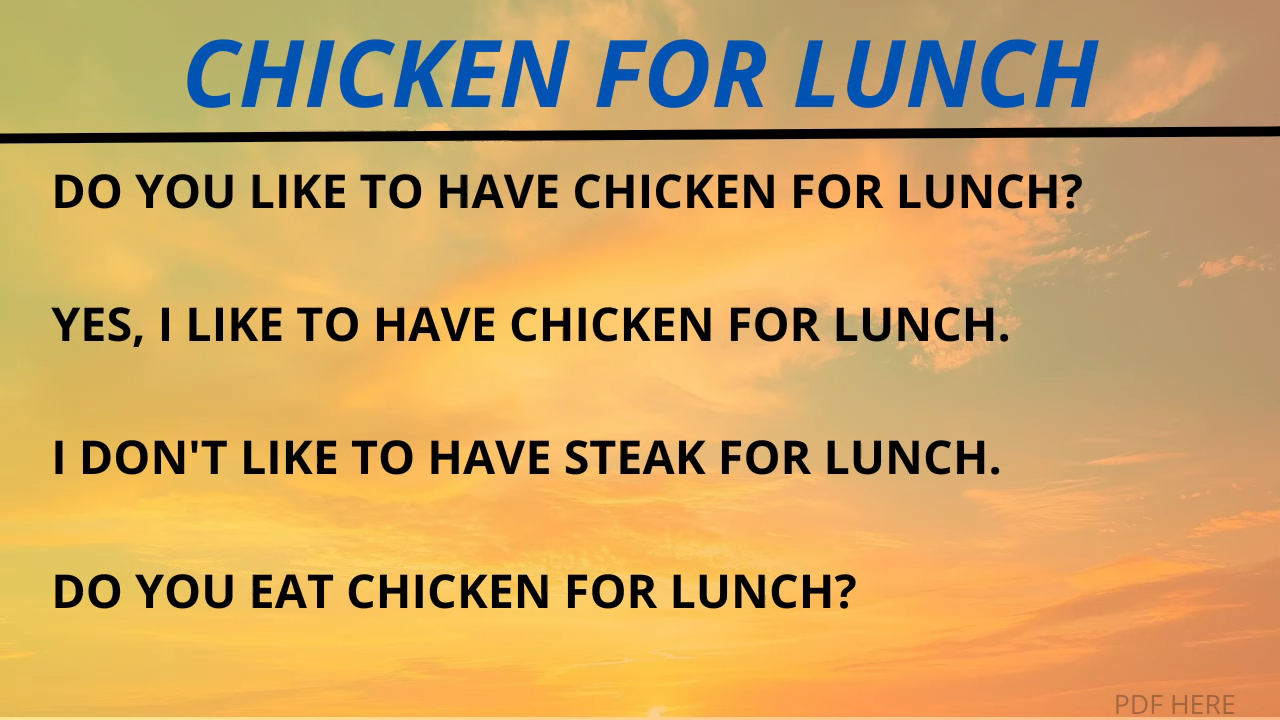 CHICKEN FOR LUNCH
DO YOU LIKE TO HAVE CHICKEN FOR LUNCH?
YES, I LIKE TO HAVE CHICKEN FOR LUNCH.
I DON'T LIKE TO HAVE STEAK FOR LUNCH.
DO YOU EAT CHICKEN FOR LUNCH?
PDF HERE